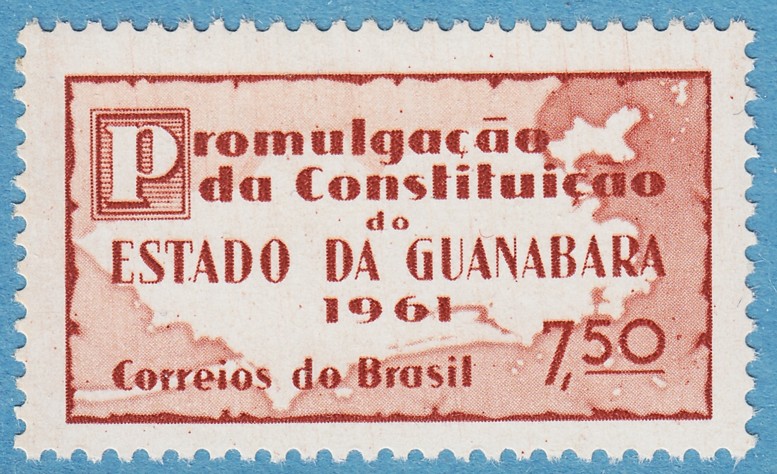 Promulgação
da Constituição
do
ESTADO DA GUANABARA
1961
7,50
Correios do Brasil